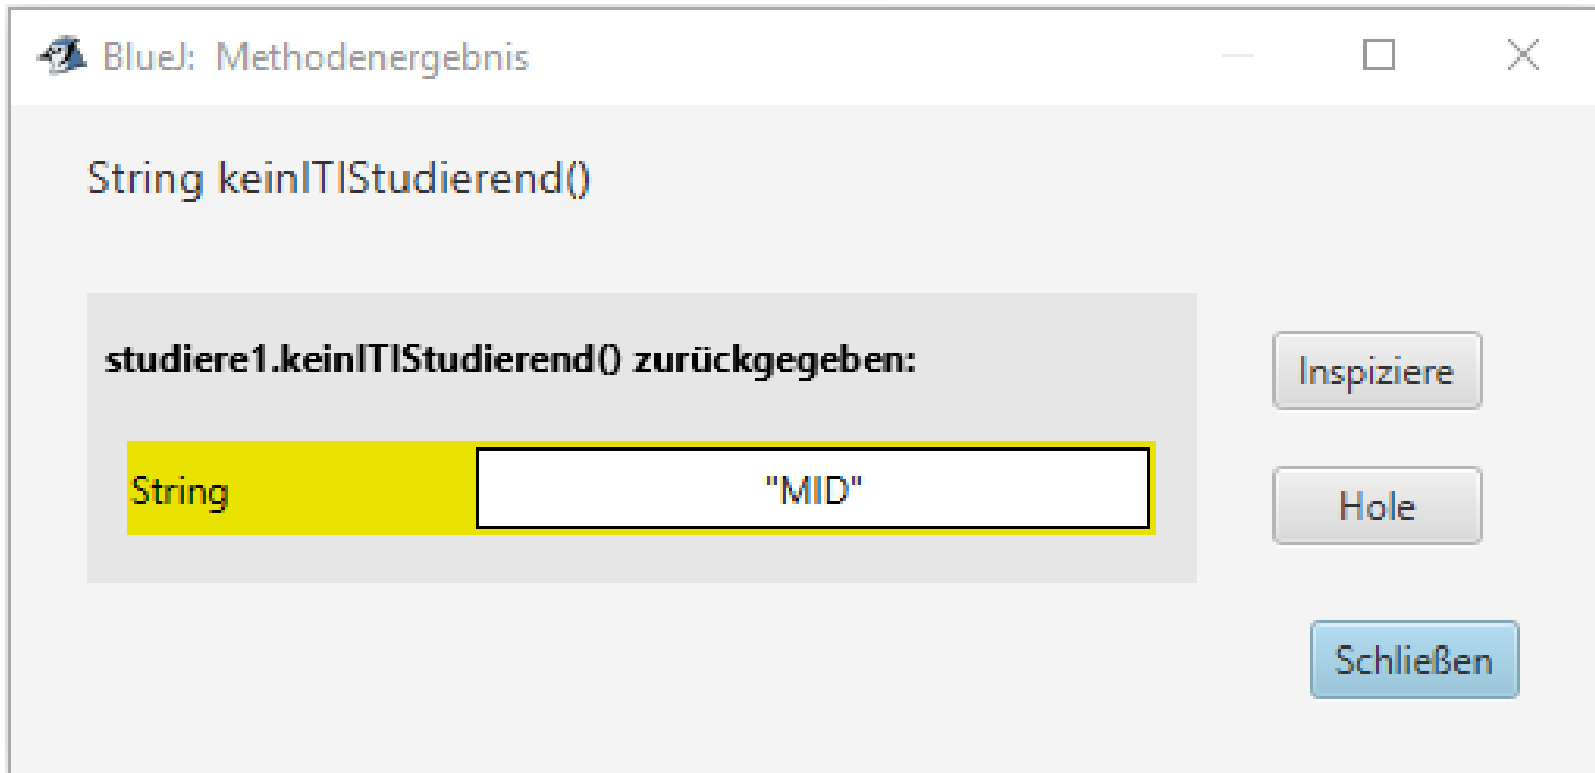 BlueJ: Methodenergebnis
String keinITIStudierend()
studiere1.keinITIStudierend() zurückgegeben:
Inspiziere
String "MID"
Hole
Schließen